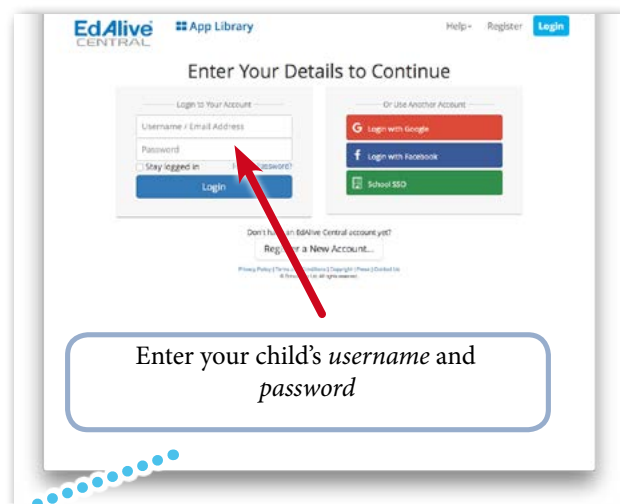 EdAlive
CENTRAL
App Library
Help
Register
Login
Enter Your Details to Continue
Login to Your Account
Username / Email Address
Password
Stay logged in
Login
Or Use Another Account
G Login with Google
f Login with Facebook
School SSO
Don't have an EdAlive Central account yet?
Register a New Account...
Enter your child's username and
password